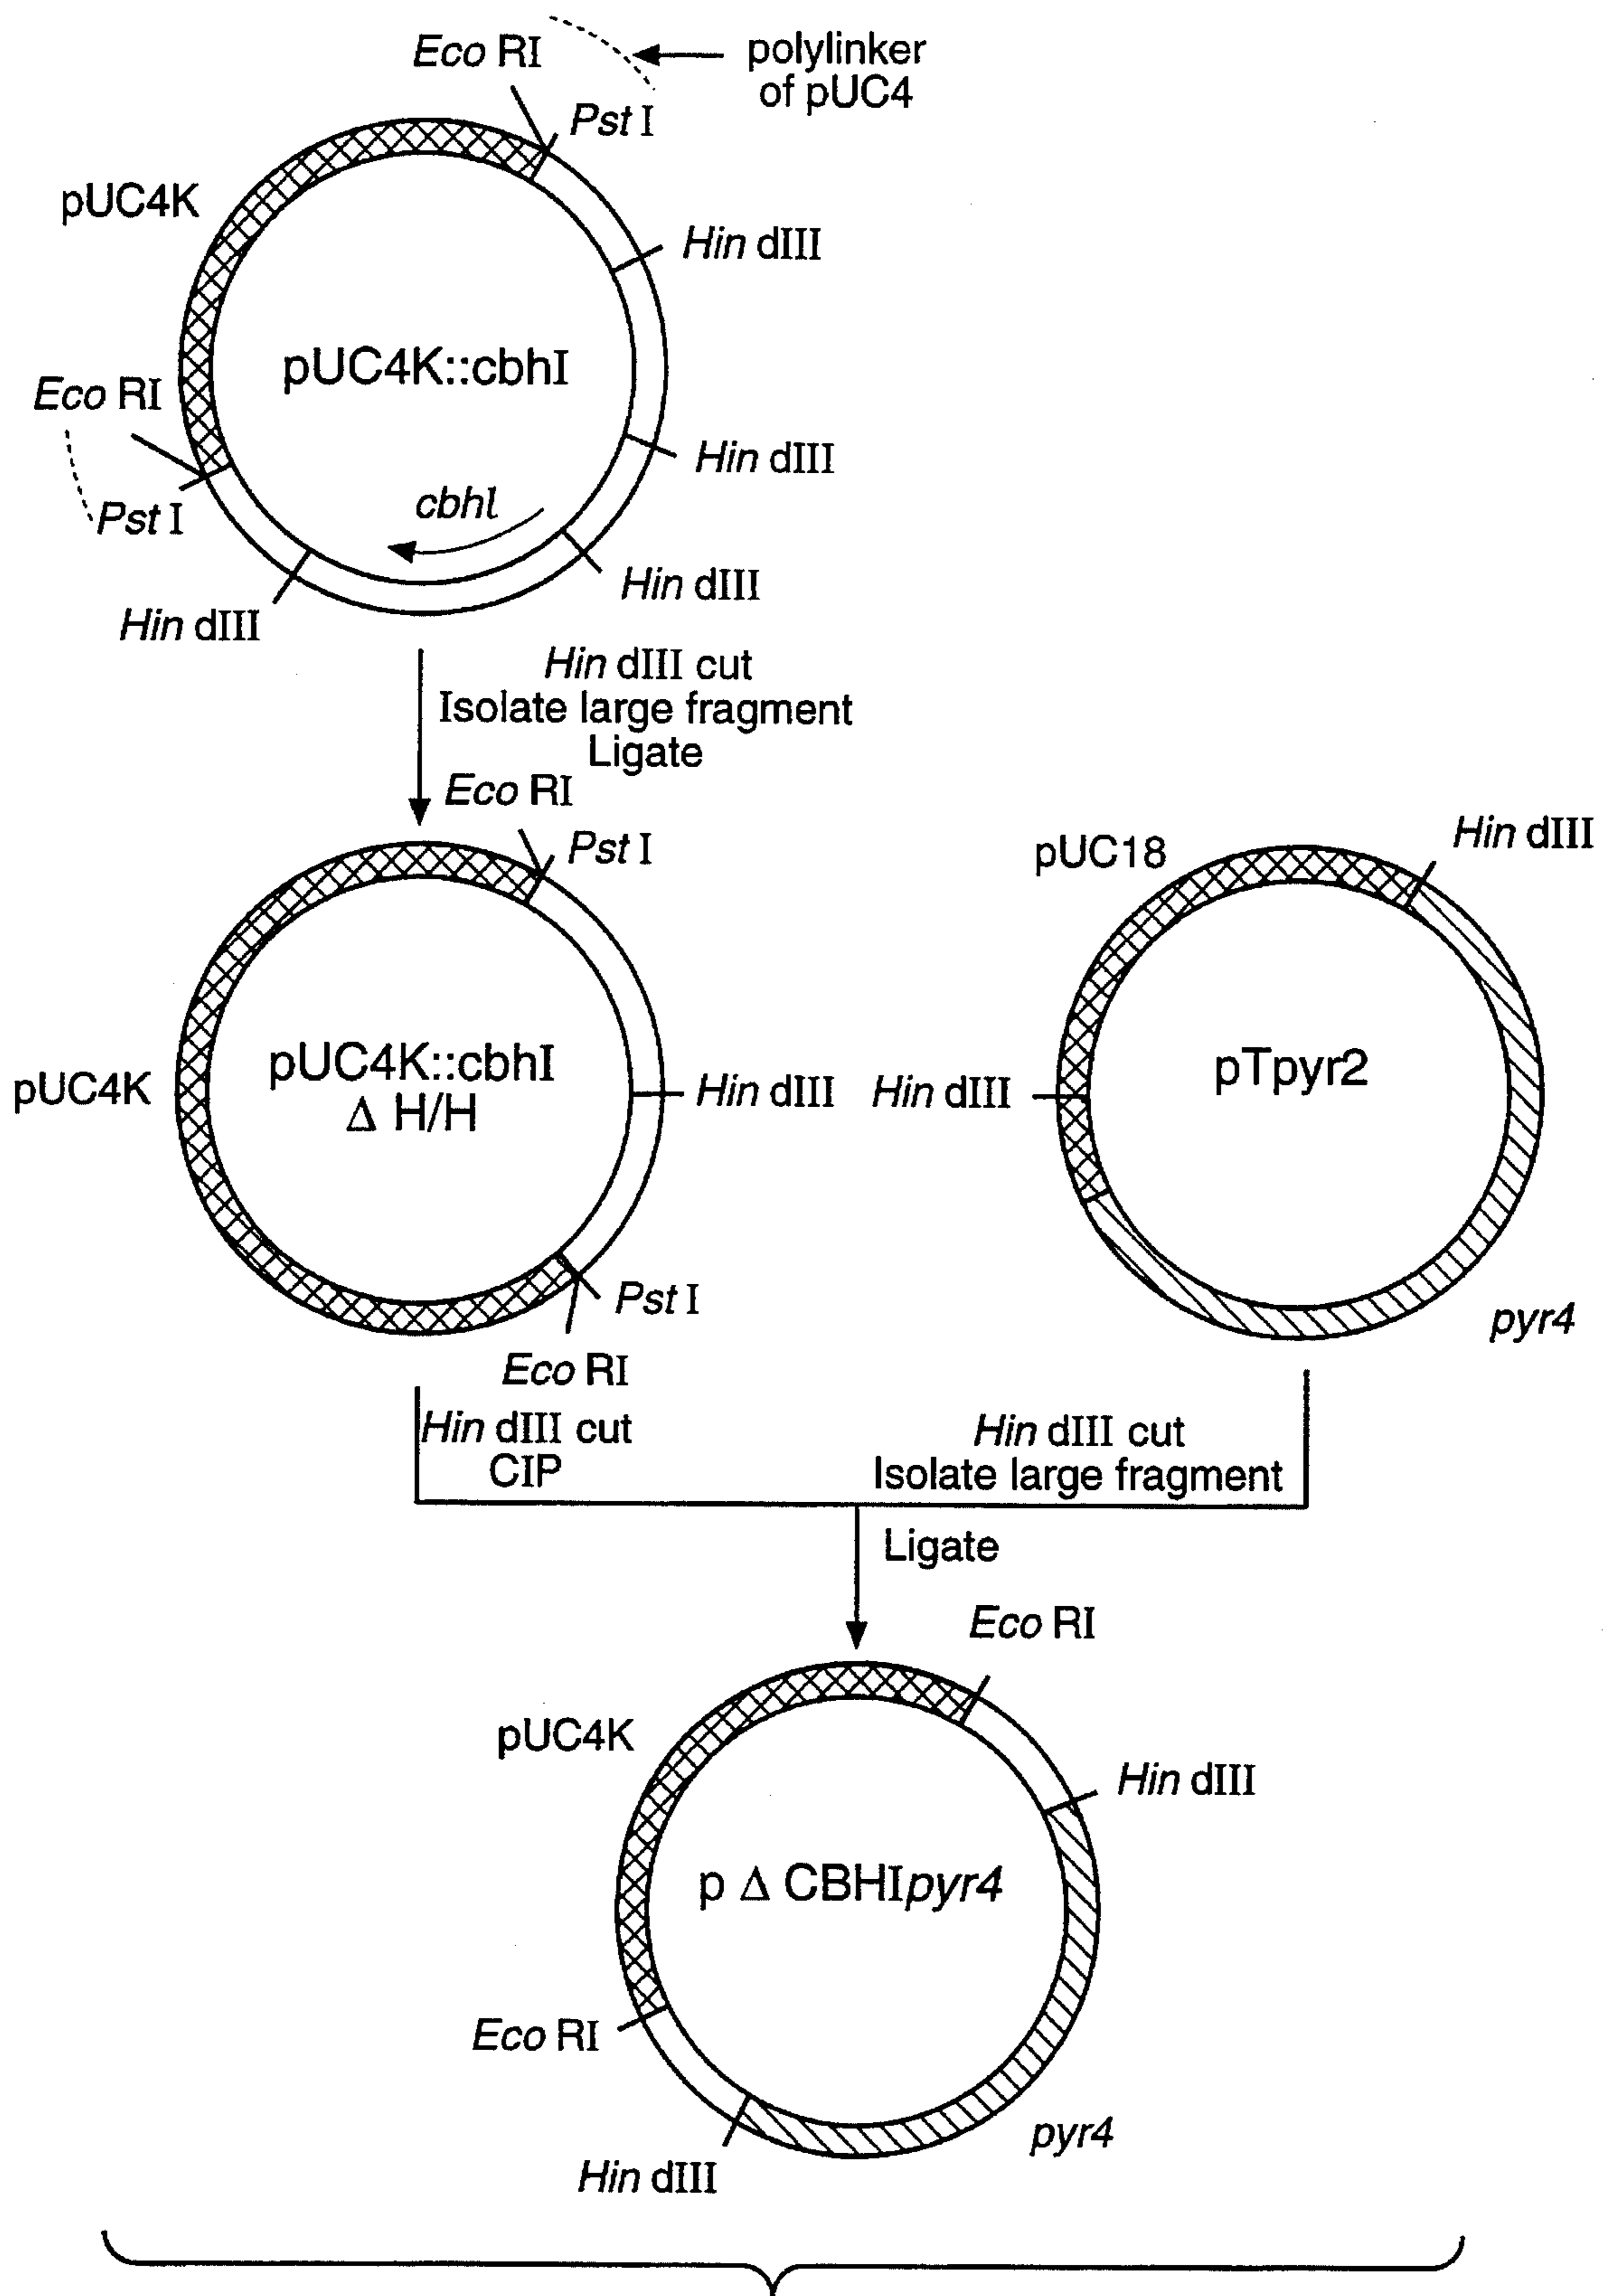 Eco RI
polylinker
of pUC4
Pst I
pUC4K
Hin dIII
pUC4K::cbhI
Eco RI
Hin dIII
cbhl
Pst I
Hin dIII
Hin dIII
Hin dIII cut
Isolate large fragment
Ligate
Eco RI
Pst I
pUC18
Hin dIII
pUC4K::cbhI
Δ H/H
pTpyr2
pUC4K
Hin dIII
Hin dIII
Pst I
pyr4
Eco RI
Hin dIII cut
CIP
Hin dIII cut
Isolate large fragment
Ligate
Eco RI
pUC4K
Hin dIII
p Δ CBHIpyr4
Eco RI
pyr4
Hin dIII